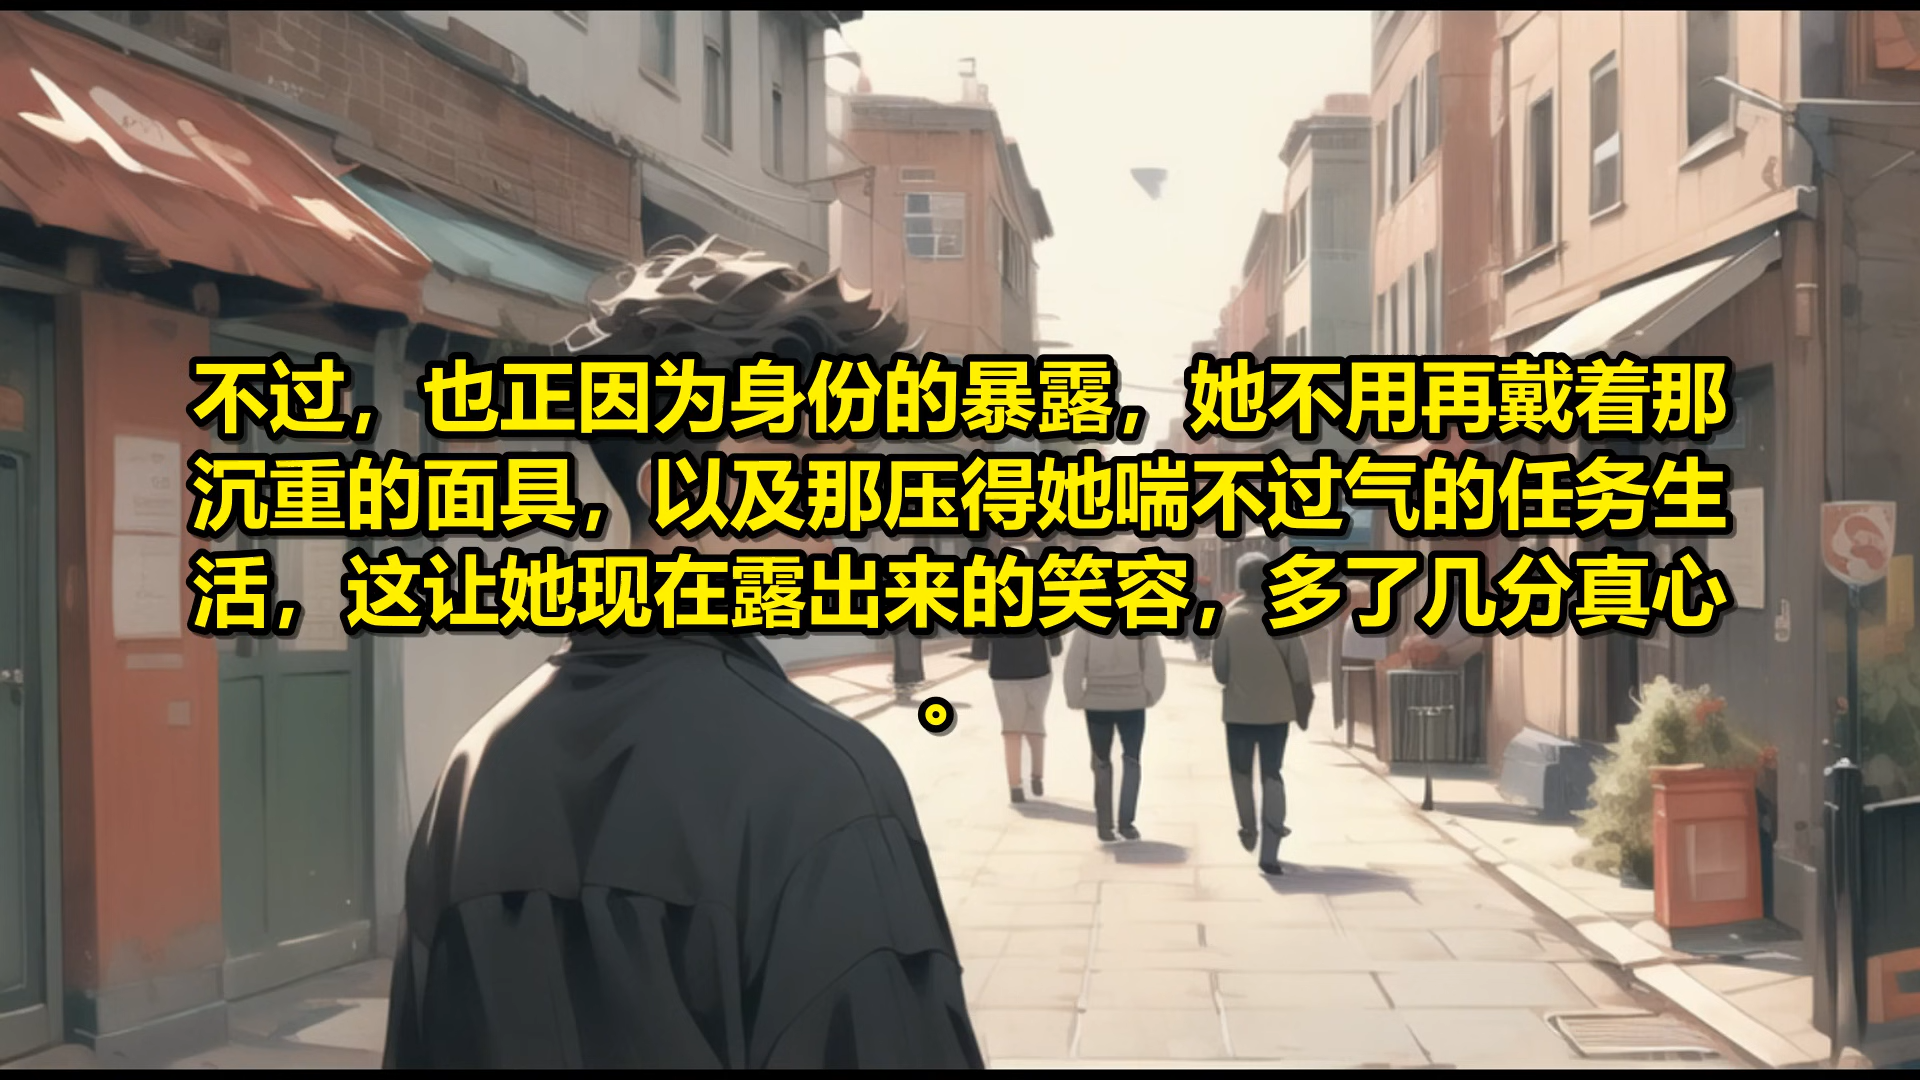 不过，也正因为身份的暴露，她不用再戴着那
沉重的面具，以及那压得她喘不过气的任务生
活，这让她现在露出来的笑容，多了几分真心
。